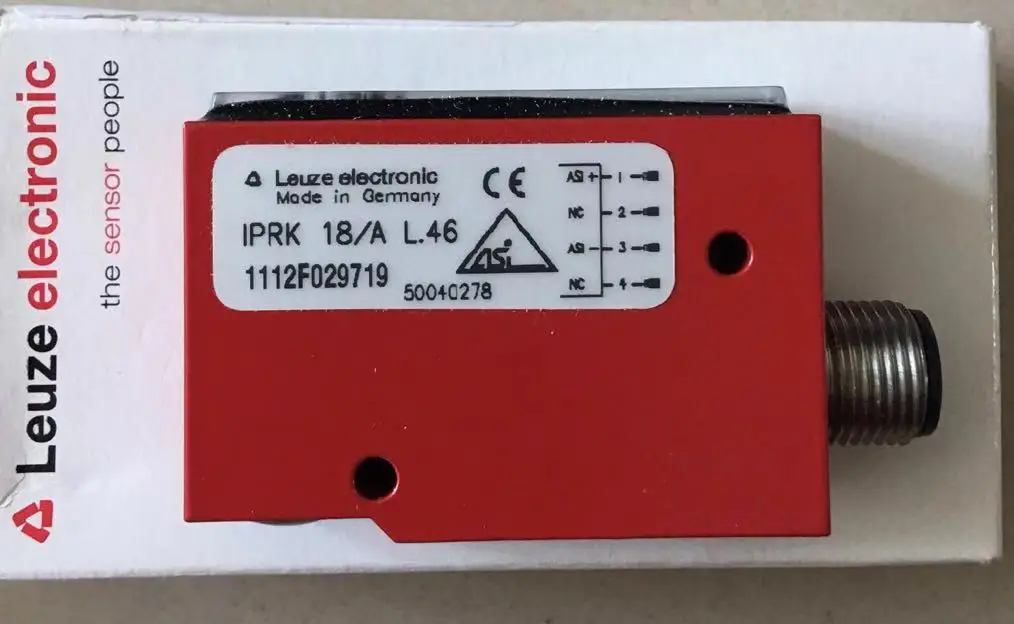 Leuze electronic
the sensor people
Leuze electronic
Made in Germany
CE
IPRK 18/A L.46
1112F029719
50040278
ASi
ASI + 1
NC 2
ASI - 3
NC 4